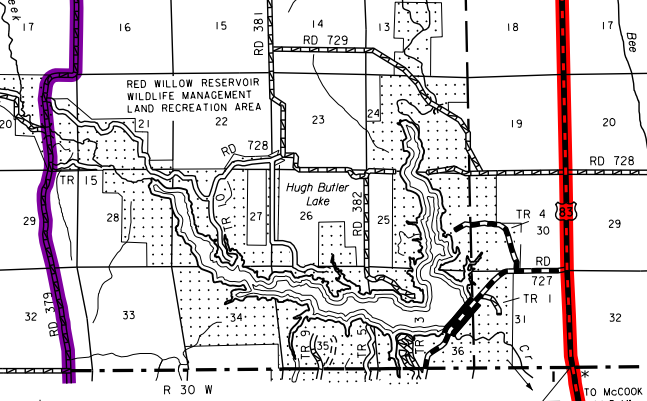 eek
17
16
15
RD 381
14
13
18
17
Bee
RD 729
RED WILLOW RESERVOIR
WILDLIFE MANAGEMENT
LAND RECREATION AREA
20
21
22
23
24
19
20
RD 728
RD 728
TR 15
Hugh Butler
Lake
RD 382
TR 10
29
28
27
26
25
TR 4
30
83
29
RD
727
TR 1
RD 379
32
33
34
TR 9
35
TR 5
TR 3
36
31
32
R 30 W
*
TO McCOOK